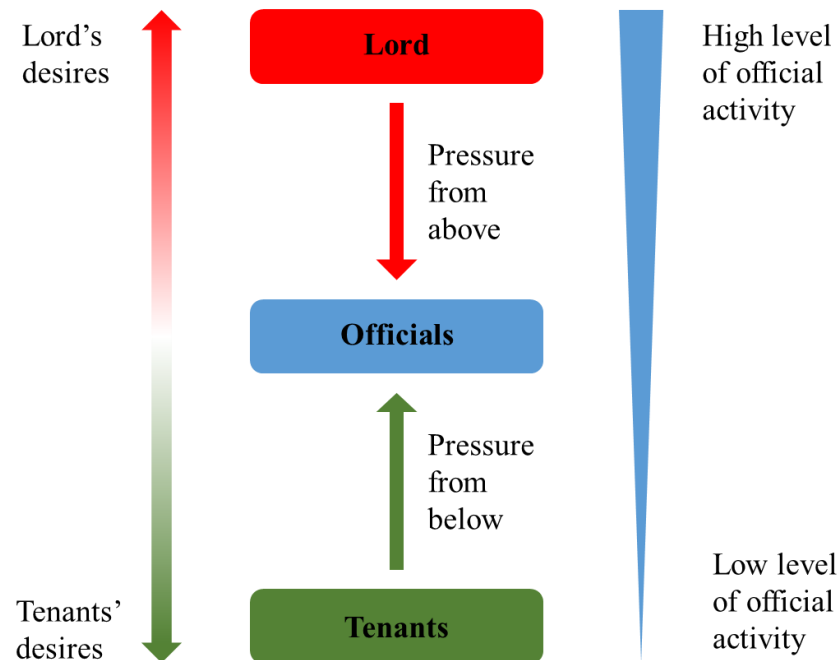 Lord's
desires
Lord
High level
of official
activity
Pressure
from
above
Officials
Pressure
from
below
Tenants'
desires
Tenants
Low level
of official
activity